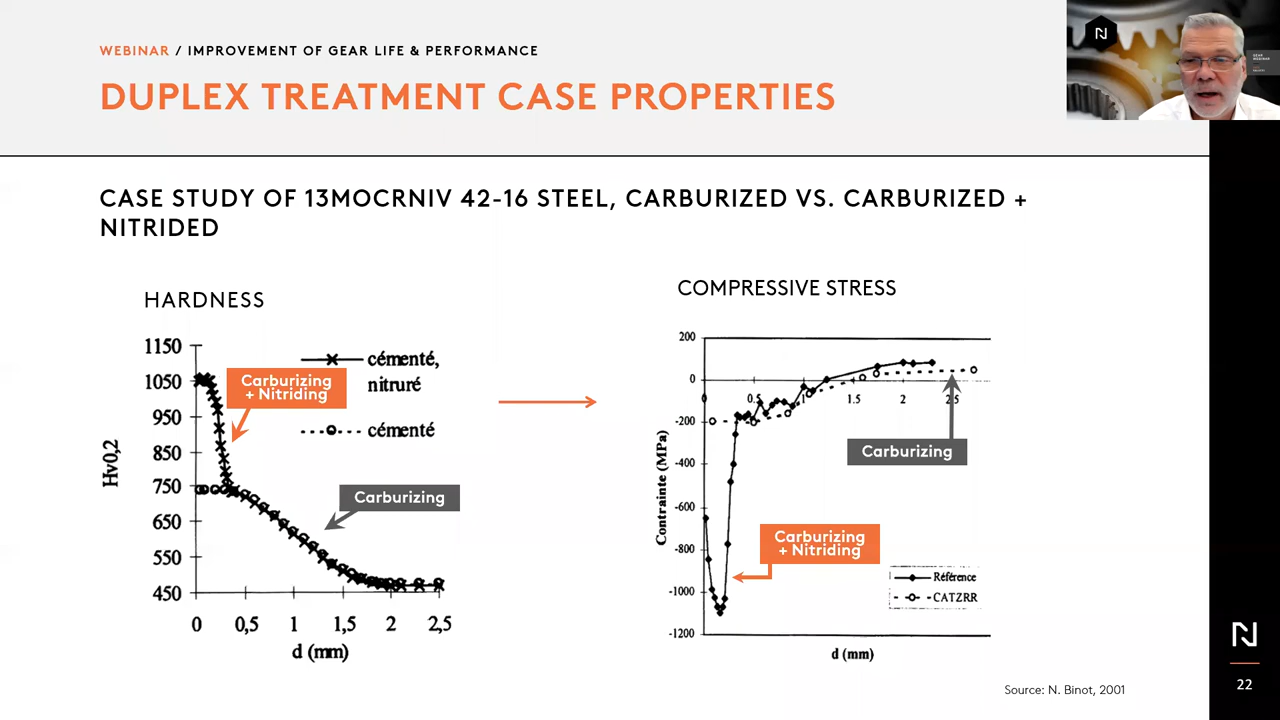 WEBINAR / IMPROVEMENT OF GEAR LIFE & PERFORMANCE
DUPLEX TREATMENT CASE PROPERTIES
CASE STUDY OF 13MOCRNIV 42-16 STEEL, CARBURIZED VS. CARBURIZED +
NITRIDED
HARDNESS
1150
1050
950
850
750
650
550
450
Hv0,2
0 0,5 1 1,5 2 2,5
d (mm)
cémenté,
nitruré
cémenté
Carburizing
+ Nitriding
Carburizing
COMPRESSIVE STRESS
200
0
-200
-400
-600
-800
-1000
-1200
Contrainte (MPa)
0 0.5 1 1.5 2 2.5
d (mm)
Carburizing
Carburizing
+ Nitriding
Référence
CATZRR
Source: N. Binot, 2001
N
22